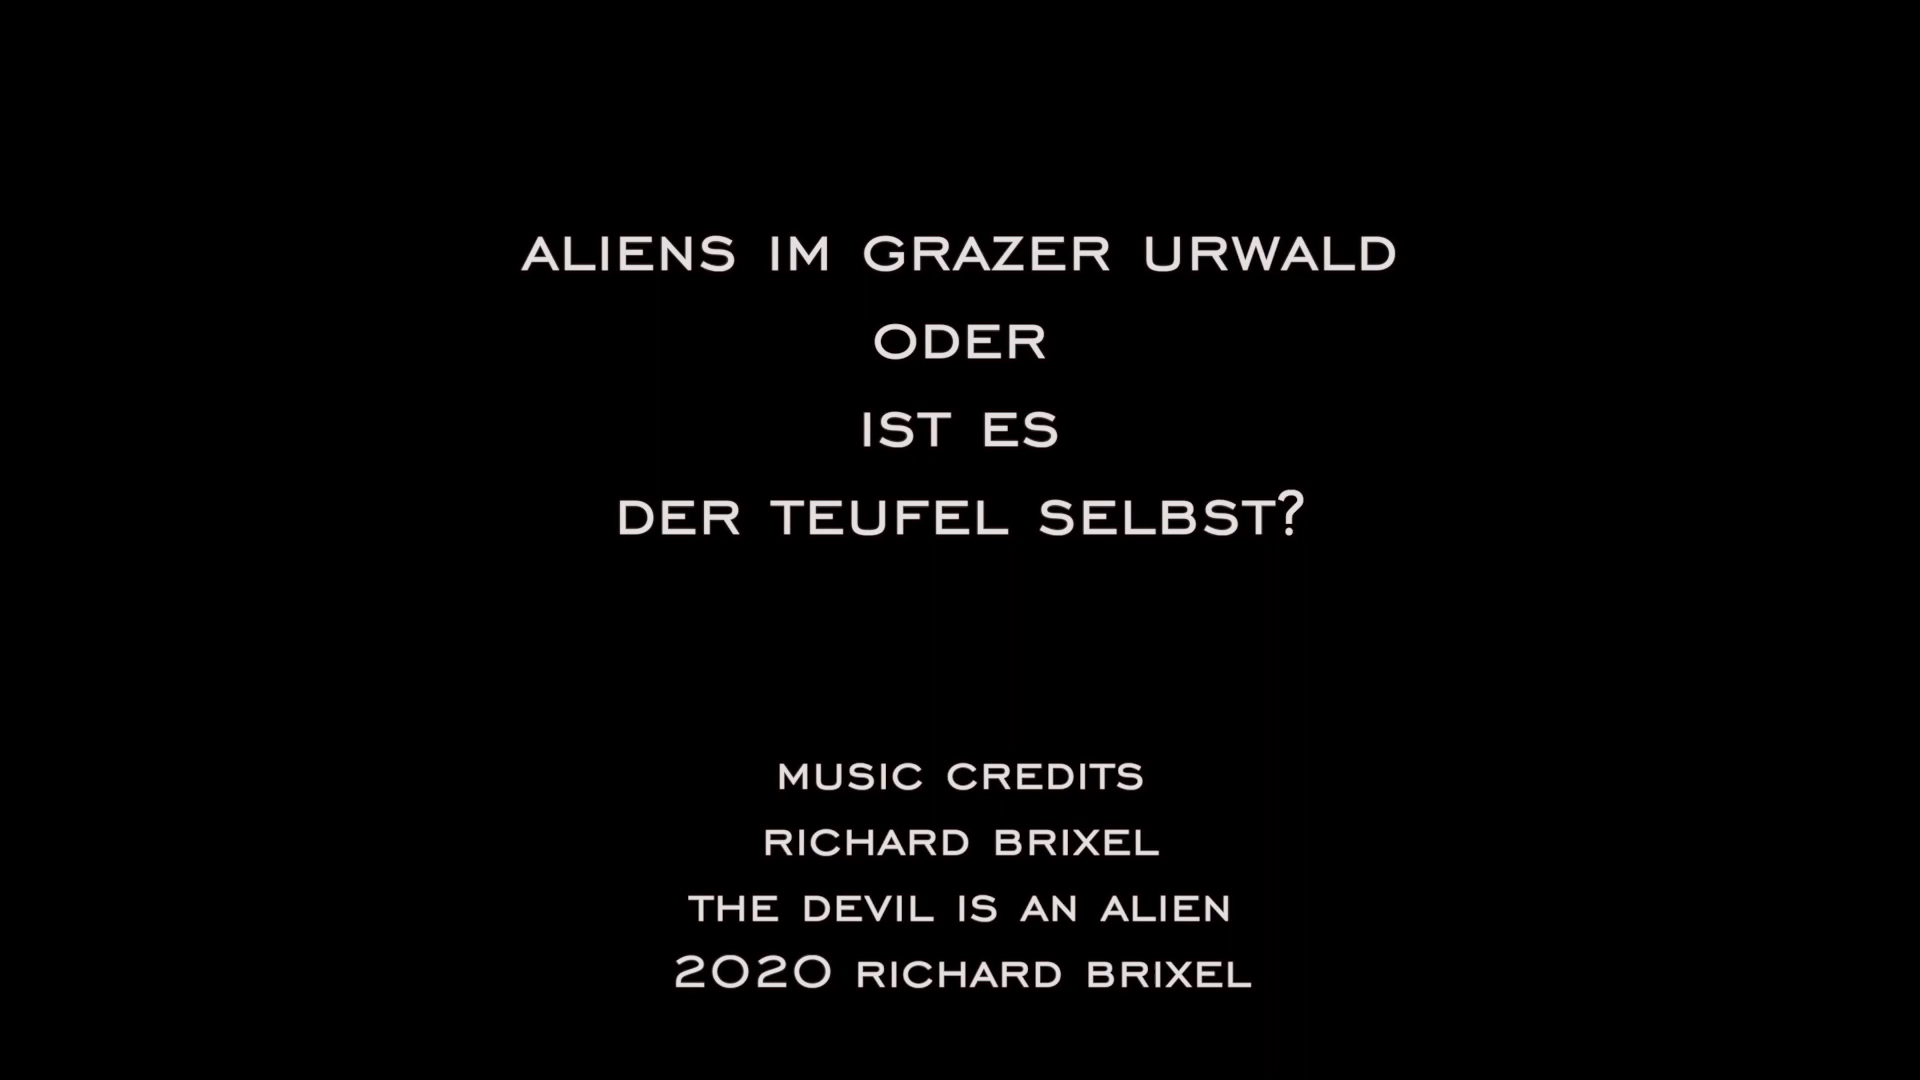 ALIENS IM GRAZER URWALD
ODER
IST ES
DER TEUFEL SELBST?
MUSIC CREDITS
RICHARD BRIXEL
THE DEVIL IS AN ALIEN
2020 RICHARD BRIXEL